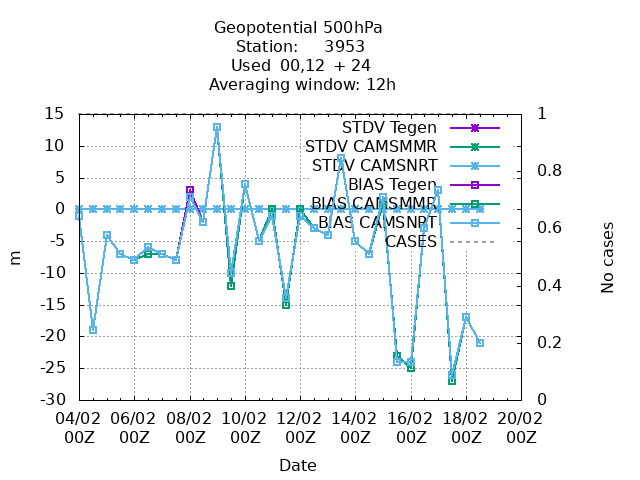 Geopotential 500hPa
Station: 3953
Used 00,12 + 24
Averaging window: 12h
15
10
5
0
-5
-10
-15
-20
-25
-30
m
1
0.8
0.6
0.4
0.2
0
No cases
STDV Tegen
STDV CAMSMMR
STDV CAMSNRT
BIAS Tegen
BIAS CAMSMMR
BIAS CAMSNRT
CASES
04/02 06/02 08/02 10/02 12/02 14/02 16/02 18/02 20/02
00Z 00Z 00Z 00Z 00Z 00Z 00Z 00Z 00Z
Date